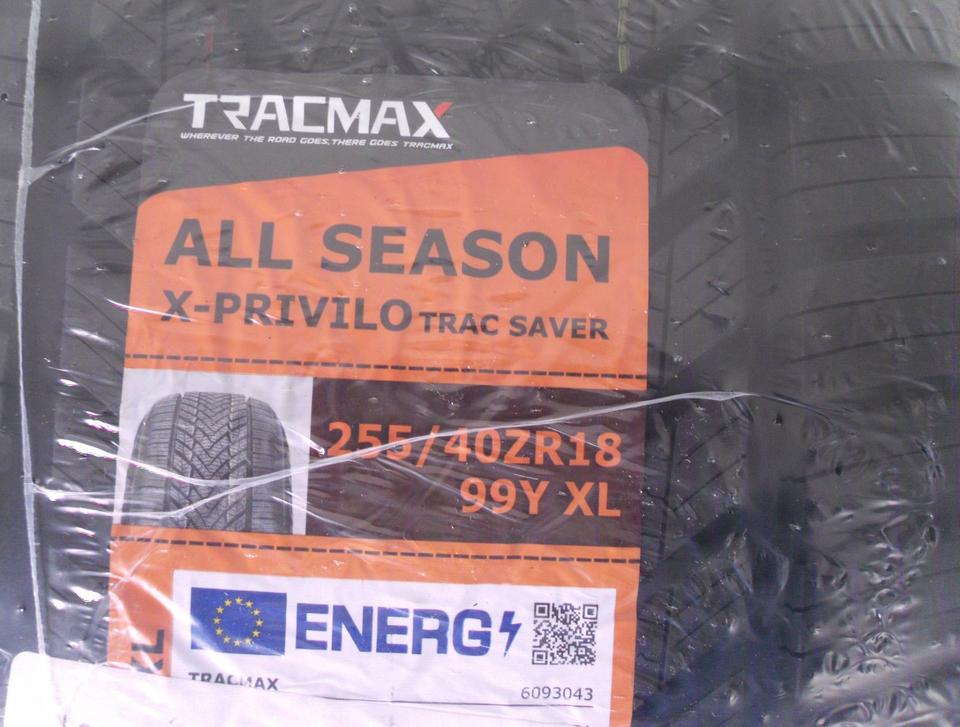 TRACMAX
WHEREVER THE ROAD GOES, THERE GOES TRACMAX
ALL SEASON
X-PRIVILO TRAC SAVER
255/40ZR18
99Y XL
ENERG
TRACMAX
6093043